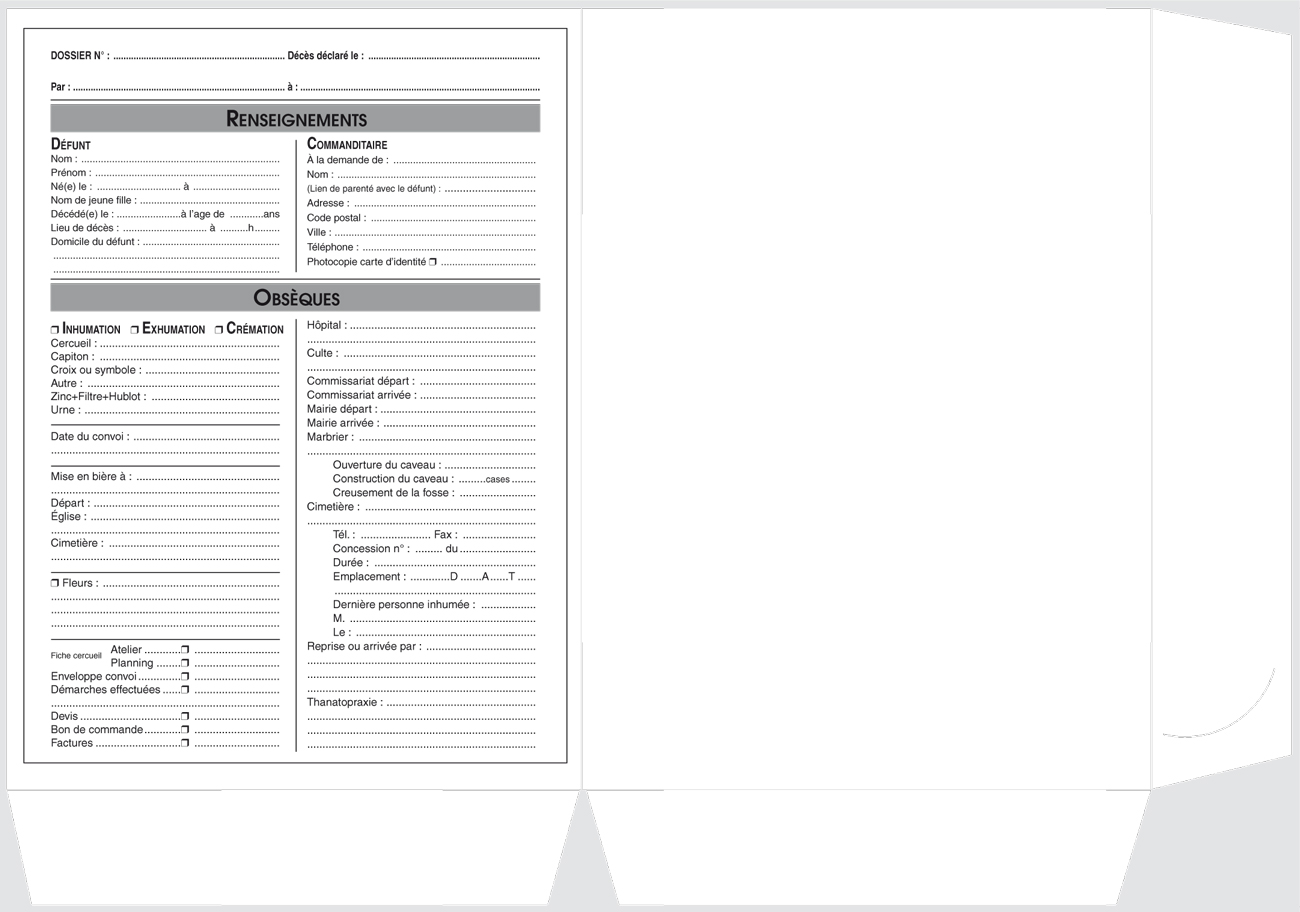 DOSSIER N° : .......... Décès déclaré le : ..........
Par : .......... à : ..........
RENSEIGNEMENTS
DÉFUNT
Nom : ..........
Prénom : ..........
Né(e) le : .......... à ..........
Nom de jeune fille : ..........
Décédé(e) le : ..........à l'age de ..........ans
Lieu de décès : .......... à ..........h..........
Domicile du défunt : ..........
COMMANDITAIRE
À la demande de : ..........
Nom : ..........
(Lien de parenté avec le défunt) : ..........
Adresse : ..........
Code postal : ..........
Ville : ..........
Téléphone : ..........
Photocopie carte d'identité ❒ ..........
OBSÈQUES
❒ INHUMATION ❒ EXHUMATION ❒ CRÉMATION
Cercueil : ..........
Capiton : ..........
Croix ou symbole : ..........
Autre : ..........
Zinc+Filtre+Hublot : ..........
Urne : ..........
Date du convoi : ..........
Mise en bière à : ..........
Départ : ..........
Église : ..........
Cimetière : ..........
❒ Fleurs : ..........
Fiche cercueil
Atelier ..........❒ ..........
Planning ..........❒ ..........
Enveloppe convoi ..........❒ ..........
Démarches effectuées ..........❒ ..........
Devis ..........❒ ..........
Bon de commande ..........❒ ..........
Factures ..........❒ ..........
Hôpital : ..........
Culte : ..........
Commissariat départ : ..........
Commissariat arrivée : ..........
Mairie départ : ..........
Mairie arrivée : ..........
Marbrier : ..........
Ouverture du caveau : ..........
Construction du caveau : ..........cases ..........
Creusement de la fosse : ..........
Cimetière : ..........
Tél. : .......... Fax : ..........
Concession n° : .......... du ..........
Durée : ..........
Emplacement : ..........D ..........A ..........T ..........
Dernière personne inhumée : ..........
M. ..........
Le : ..........
Reprise ou arrivée par : ..........
Thanatopraxie : ..........